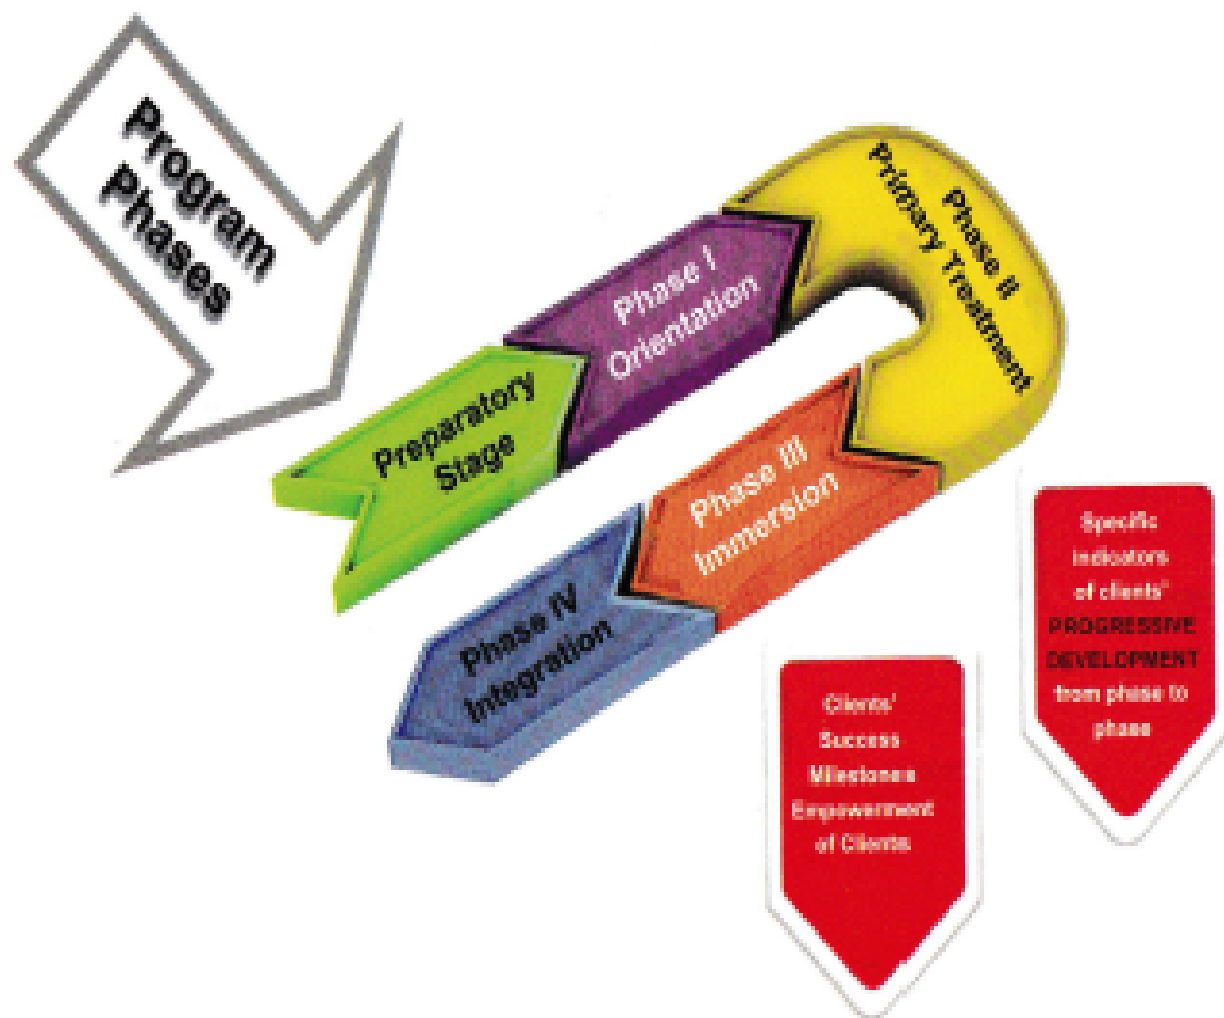 Program
Phases
Preparatory
Stage
Phase I
Orientation
Phase II
Primary Treatment
Phase III
Immersion
Phase IV
Integration
Clients'
Success
Milestones
Empowerment
of Clients
Specific
indicators
of clients'
PROGRESSIVE
DEVELOPMENT
from phase to
phase